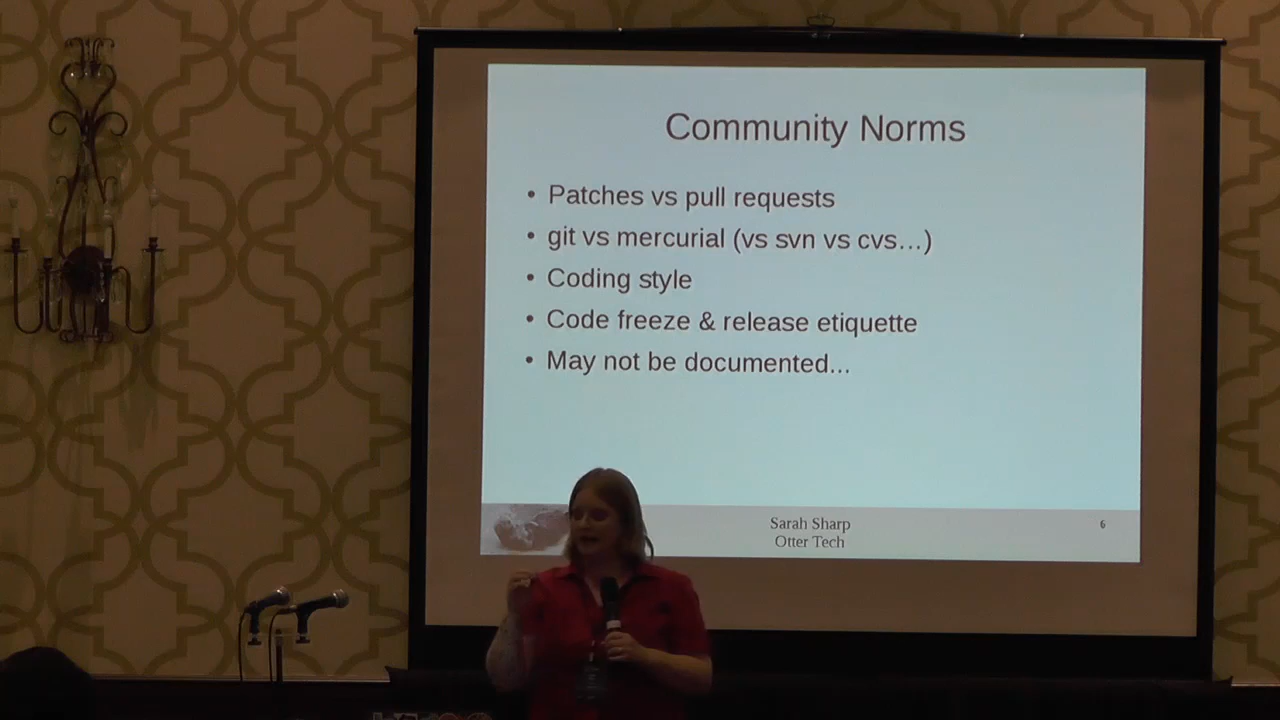 Community Norms
• Patches vs pull requests
• git vs mercurial (vs svn vs cvs…)
• Coding style
• Code freeze & release etiquette
• May not be documented...
Sarah Sharp
Otter Tech
6